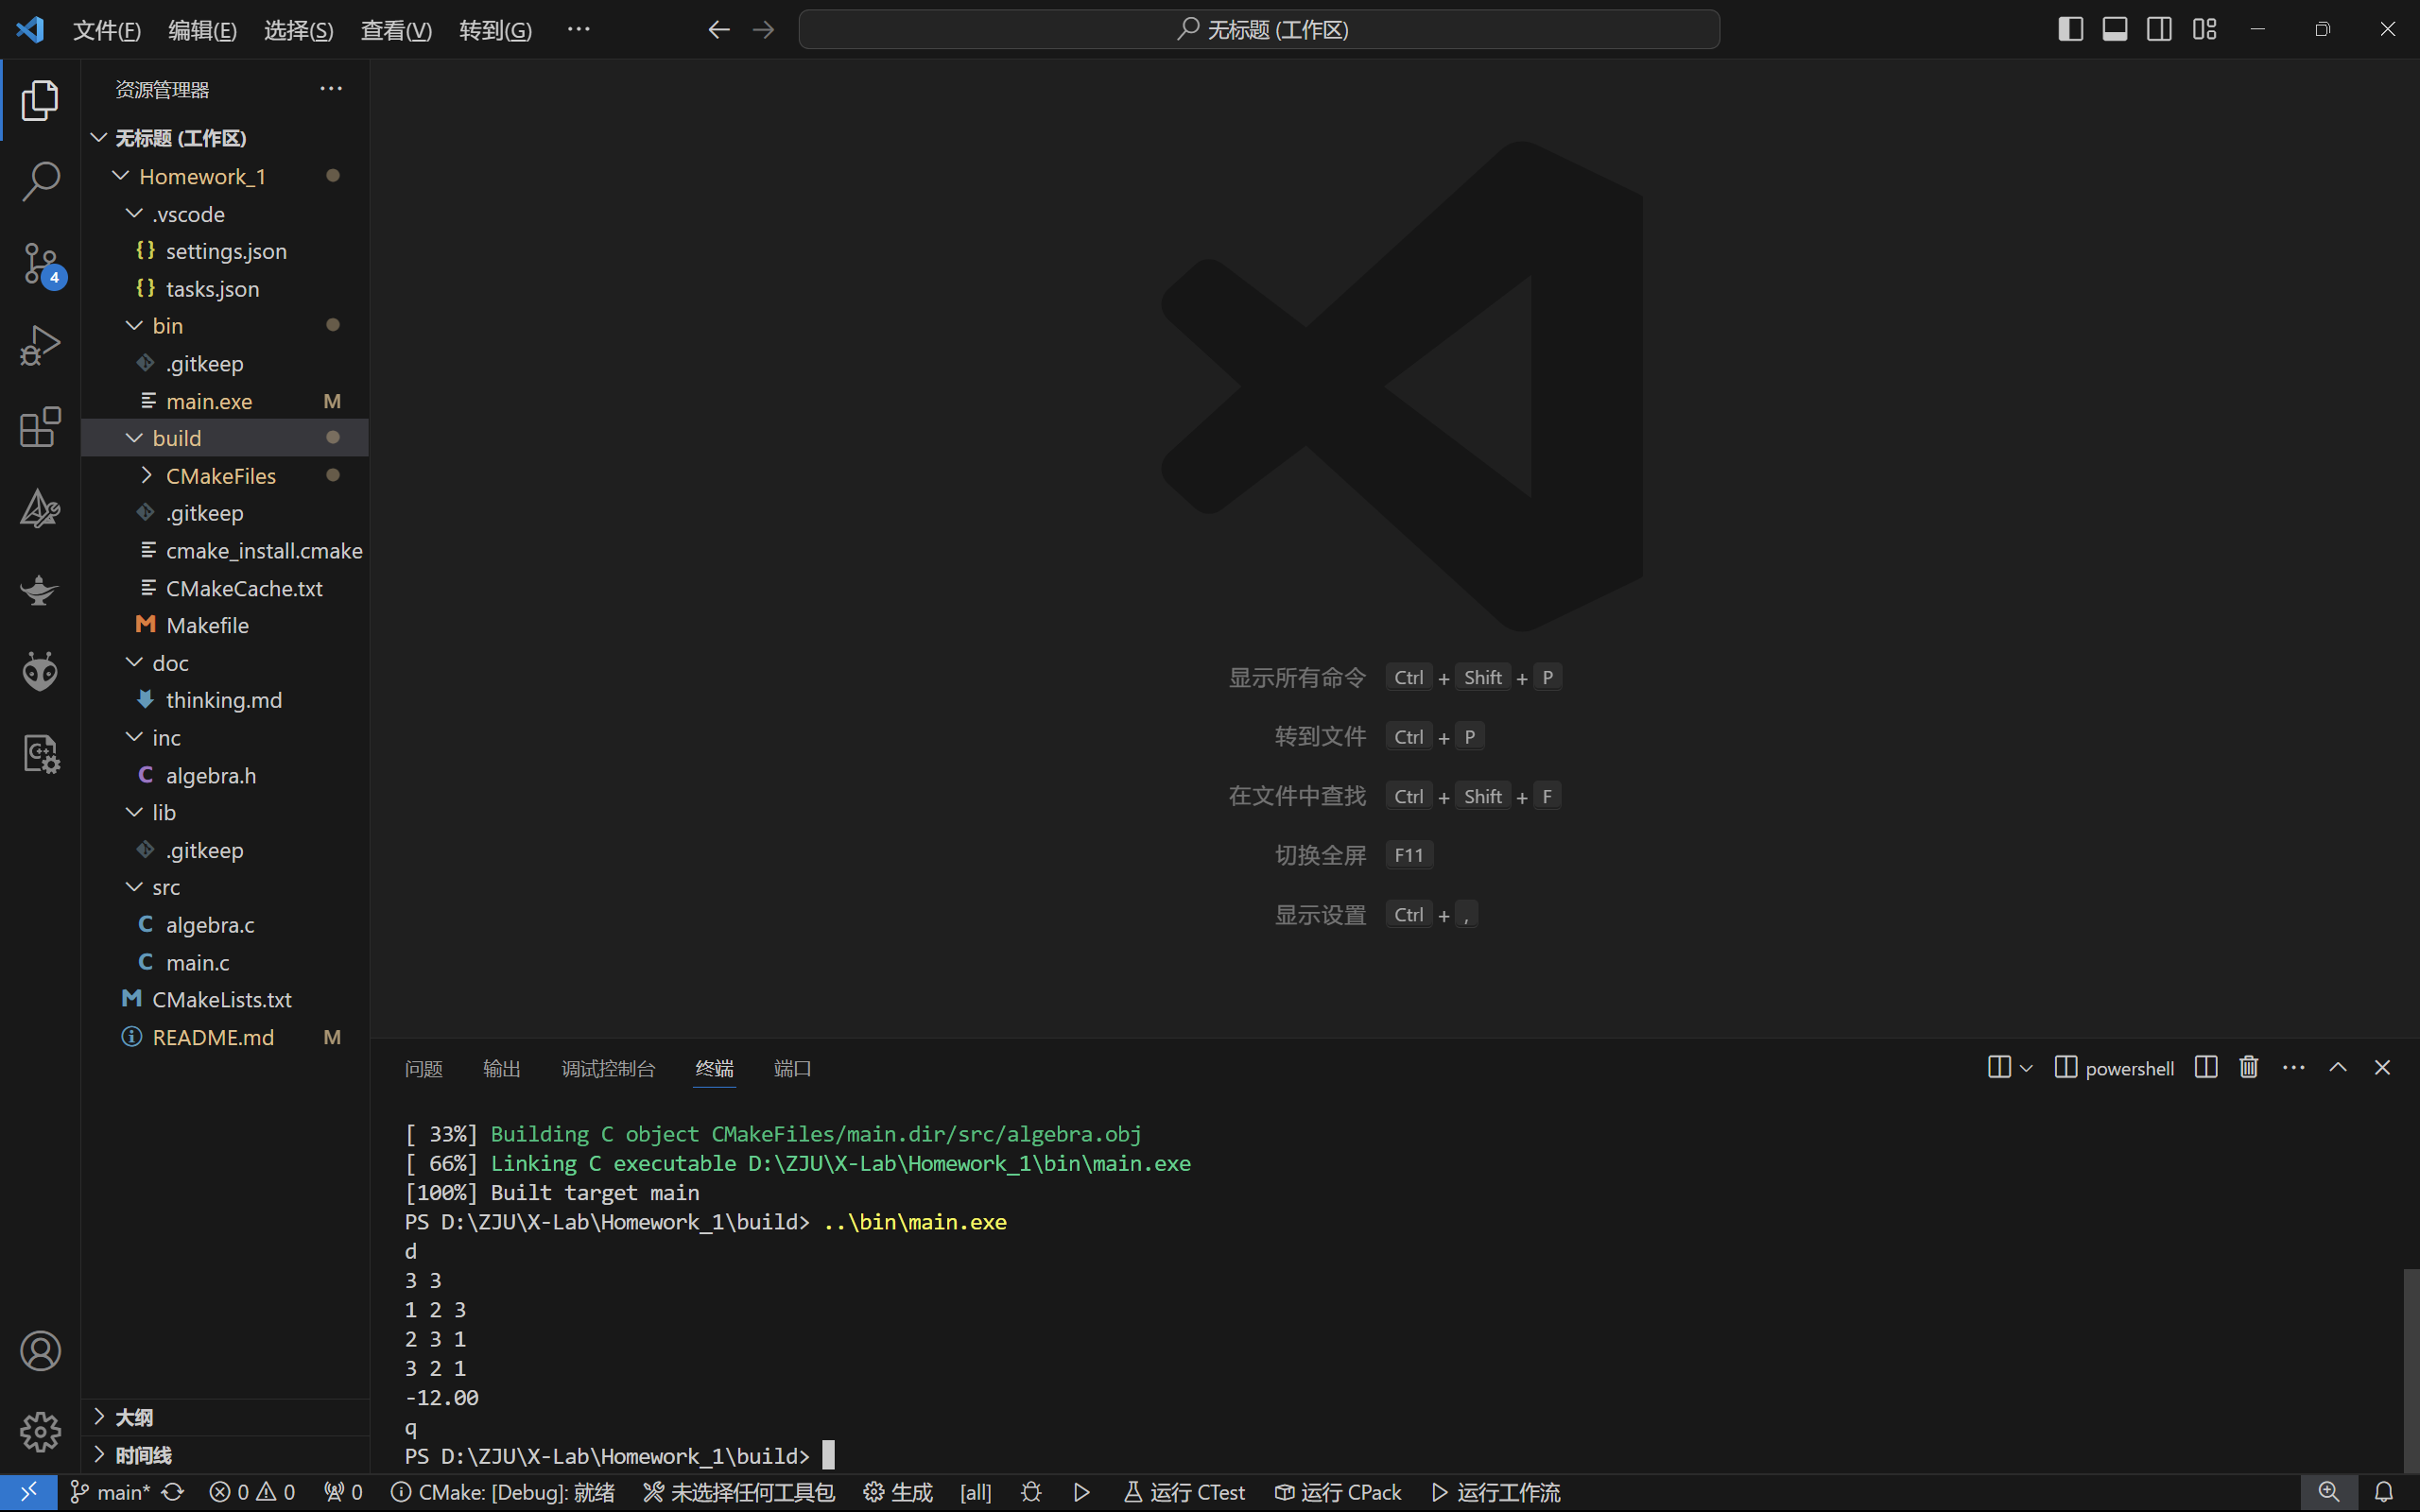 文件(F) 编辑(E) 选择(S) 查看(V) 转到(G) ··· 无标题 (工作区)
资源管理器 ···
无标题 (工作区)
Homework_1
.vscode
{} settings.json
{} tasks.json
bin
.gitkeep
main.exe M
build
CMakeFiles
.gitkeep
cmake_install.cmake
CMakeCache.txt
M Makefile
doc
thinking.md
inc
C algebra.h
lib
.gitkeep
src
C algebra.c
C main.c
M CMakeLists.txt
README.md M
大纲
时间线
4
显示所有命令 Ctrl + Shift + P
转到文件 Ctrl + P
在文件中查找 Ctrl + Shift + F
切换全屏 F11
显示设置 Ctrl + ,
问题 输出 调试控制台 终端 端口 powershell ···
[ 33%] Building C object CMakeFiles/main.dir/src/algebra.obj
[ 66%] Linking C executable D:\ZJU\X-Lab\Homework_1\bin\main.exe
[100%] Built target main
PS D:\ZJU\X-Lab\Homework_1\build> ..\bin\main.exe
d
3 3
1 2 3
2 3 1
3 2 1
-12.00
q
PS D:\ZJU\X-Lab\Homework_1\build>
main* 0 0 0 CMake: [Debug]: 就绪 未选择任何工具包 生成 [all] 运行 CTest 运行 CPack 运行工作流